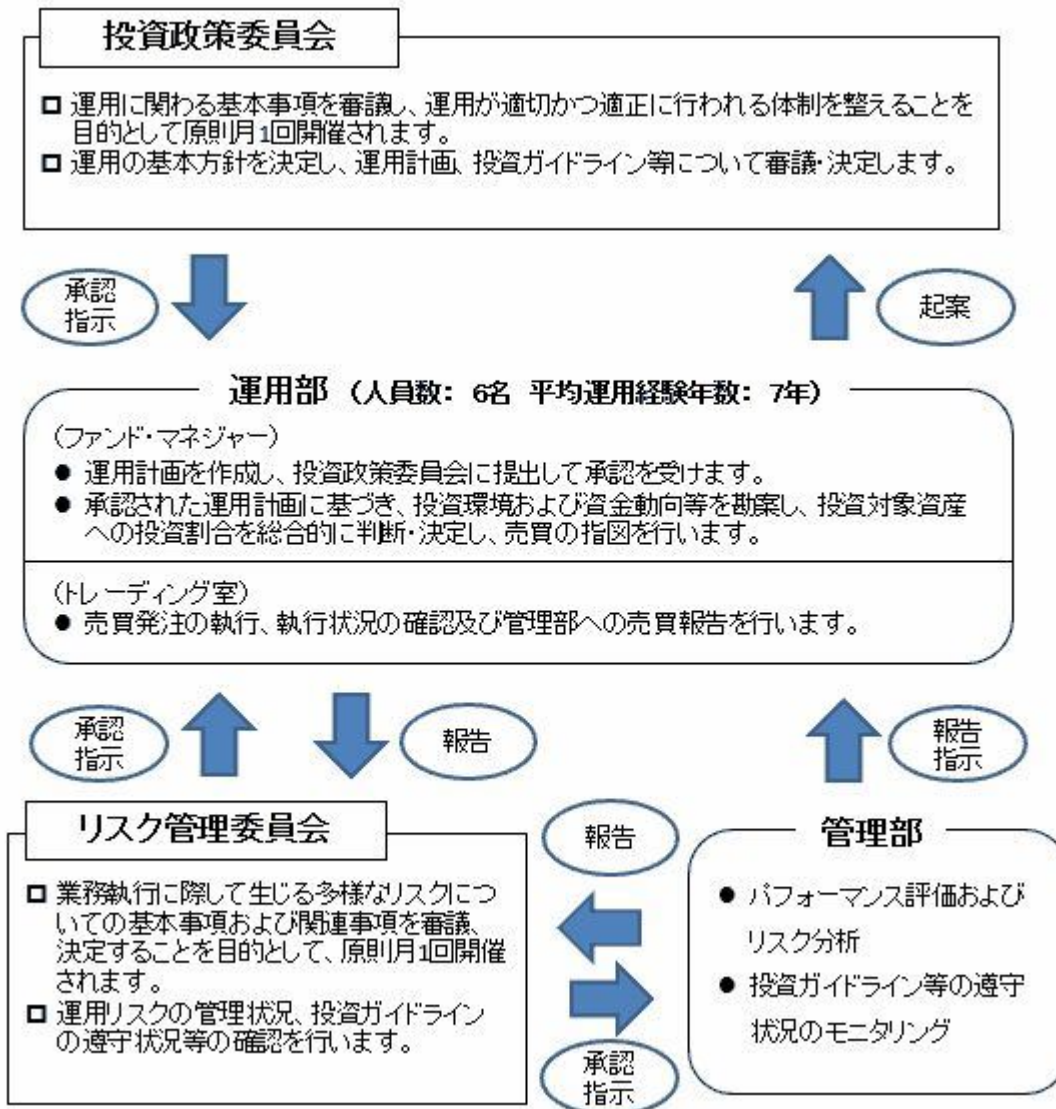 投資政策委員会
運用に関わる基本事項を審議し、運用が適切かつ適正に行われる体制を整えることを
目的として原則月1回開催されます。
運用の基本方針を決定し、運用計画、投資ガイドライン等について審議・決定します。
承認
指示
起案
運用部 (人員数: 6名 平均運用経験年数: 7年)
(ファンド・マネジャー)
● 運用計画を作成し、投資政策委員会に提出して承認を受けます。
● 承認された運用計画に基づき、投資環境および資金動向等を勘案し、投資対象資産
への投資割合を総合的に判断・決定し、売買の指図を行います。
(トレーディング室)
● 売買発注の執行、執行状況の確認及び管理部への売買報告を行います。
承認
指示
報告
報告
指示
リスク管理委員会
業務執行に際して生じる多様なリスクにつ
いての基本事項および関連事項を審議、
決定することを目的として、原則月1回開催
されます。
運用リスクの管理状況、投資ガイドライン
の遵守状況等の確認を行います。
報告
承認
指示
管理部
● パフォーマンス評価および
リスク分析
● 投資ガイドライン等の遵守
状況のモニタリング